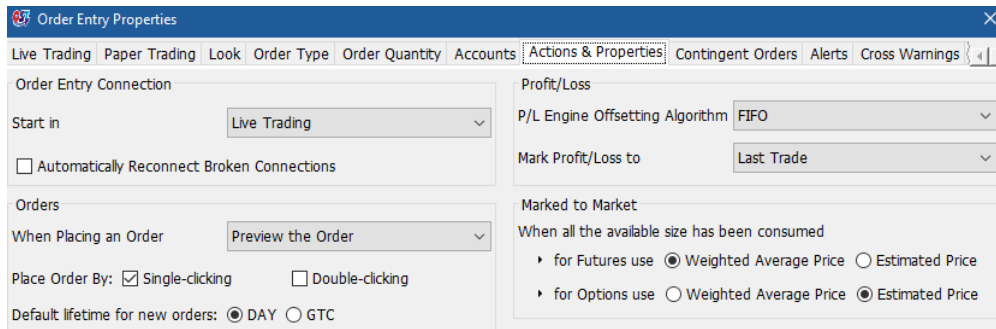 Order Entry Properties
Live Trading Paper Trading Look Order Type Order Quantity Accounts Actions & Properties Contingent Orders Alerts Cross Warnings
Order Entry Connection
Start in Live Trading
Automatically Reconnect Broken Connections
Profit/Loss
P/L Engine Offsetting Algorithm FIFO
Mark Profit/Loss to Last Trade
Orders
When Placing an Order Preview the Order
Place Order By: Single-clicking Double-clicking
Default lifetime for new orders: DAY GTC
Marked to Market
When all the available size has been consumed
for Futures use Weighted Average Price Estimated Price
for Options use Weighted Average Price Estimated Price